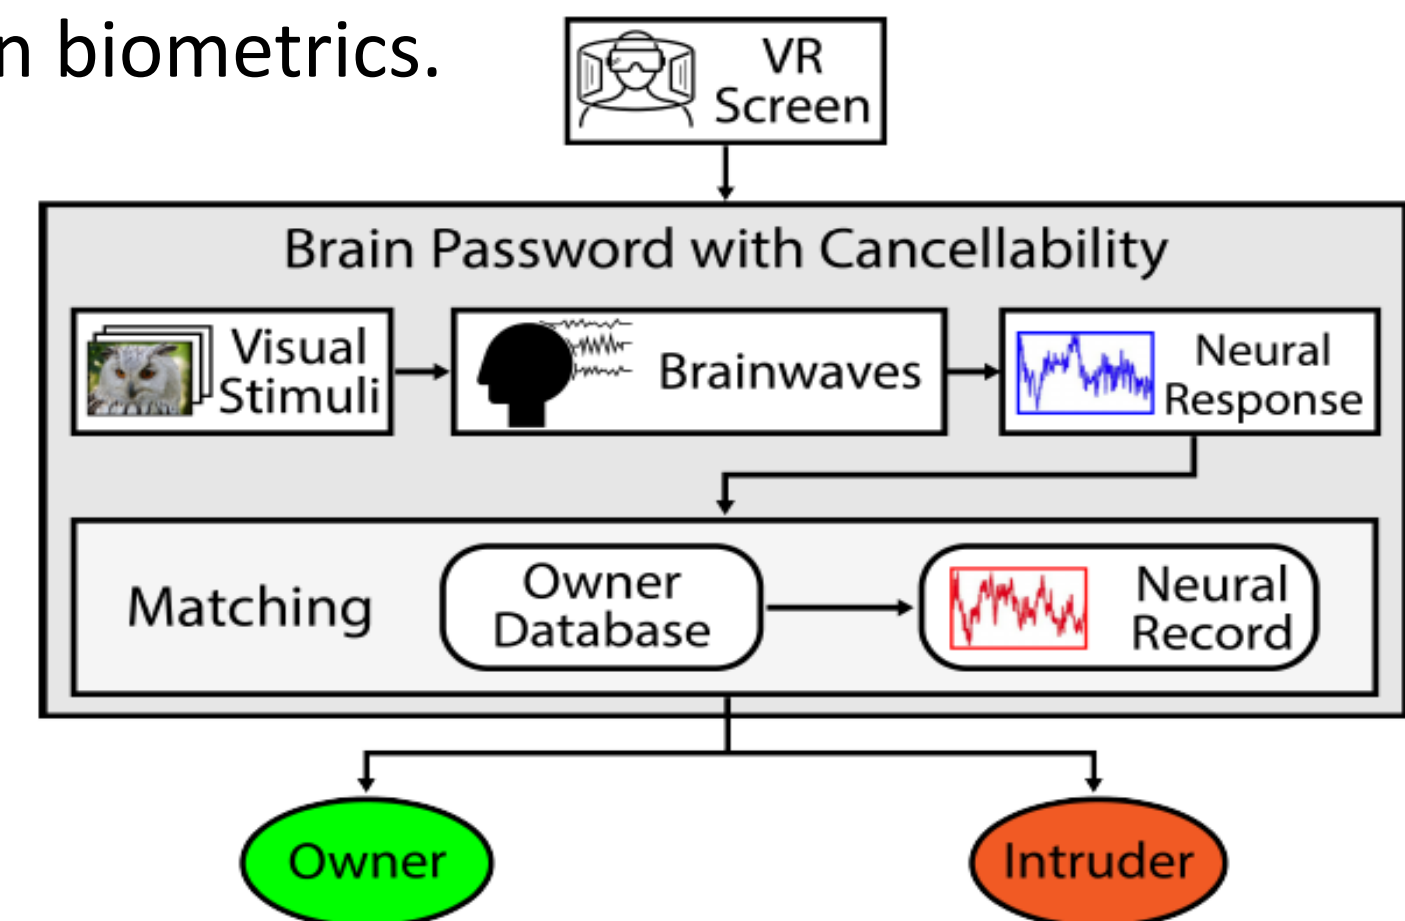 n biometrics.
VR
Screen
Brain Password with Cancellability
Visual
Stimuli
Brainwaves
Neural
Response
Matching
Owner
Database
Neural
Record
Owner
Intruder